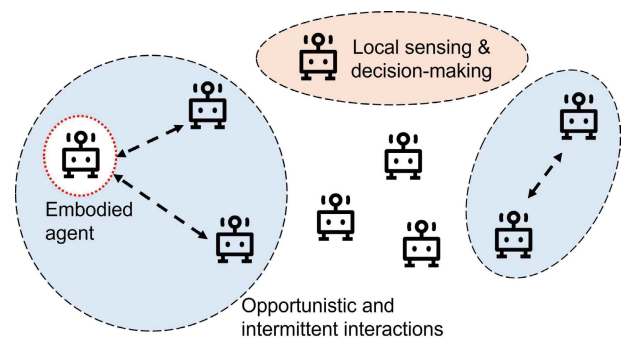 Local sensing &
decision-making
Embodied
agent
Opportunistic and
intermittent interactions